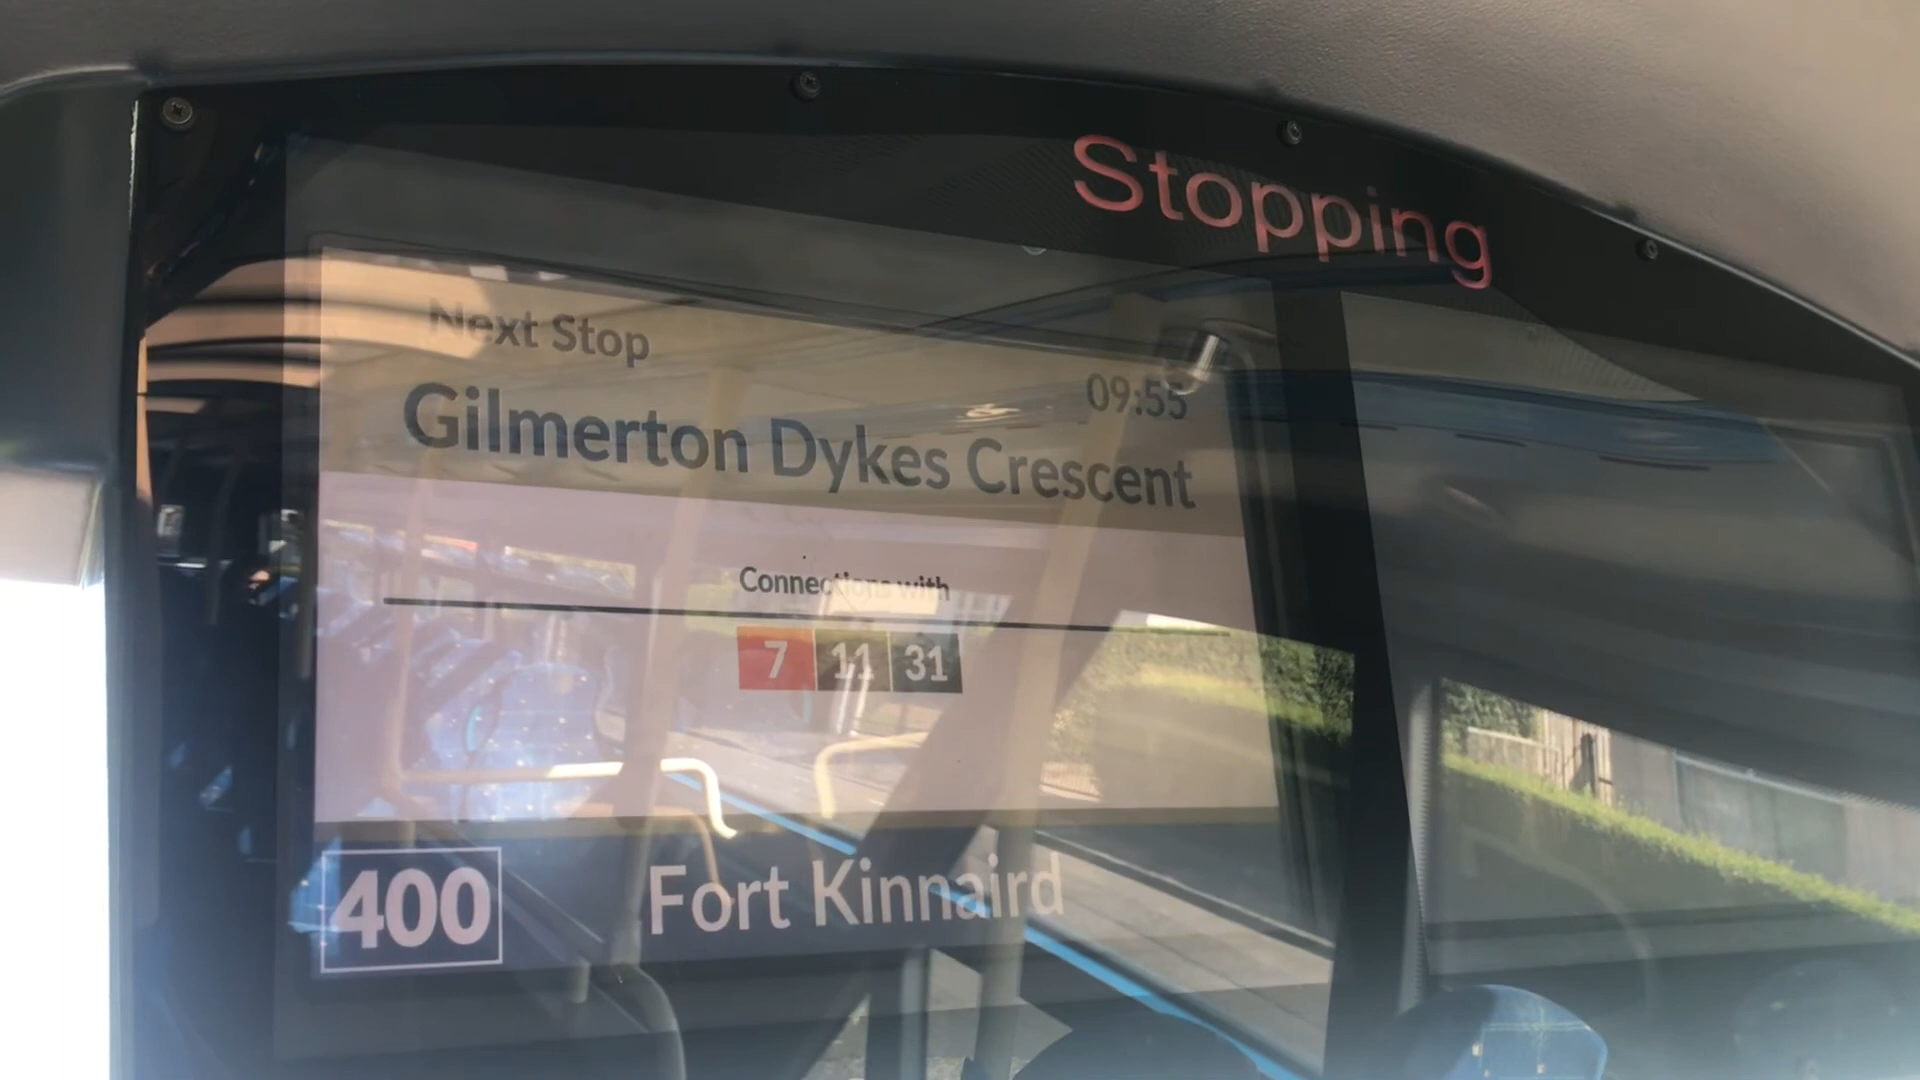 Stopping
Next Stop
09:55
Gilmerton Dykes Crescent
Connections with
7 11 31
400 Fort Kinnaird